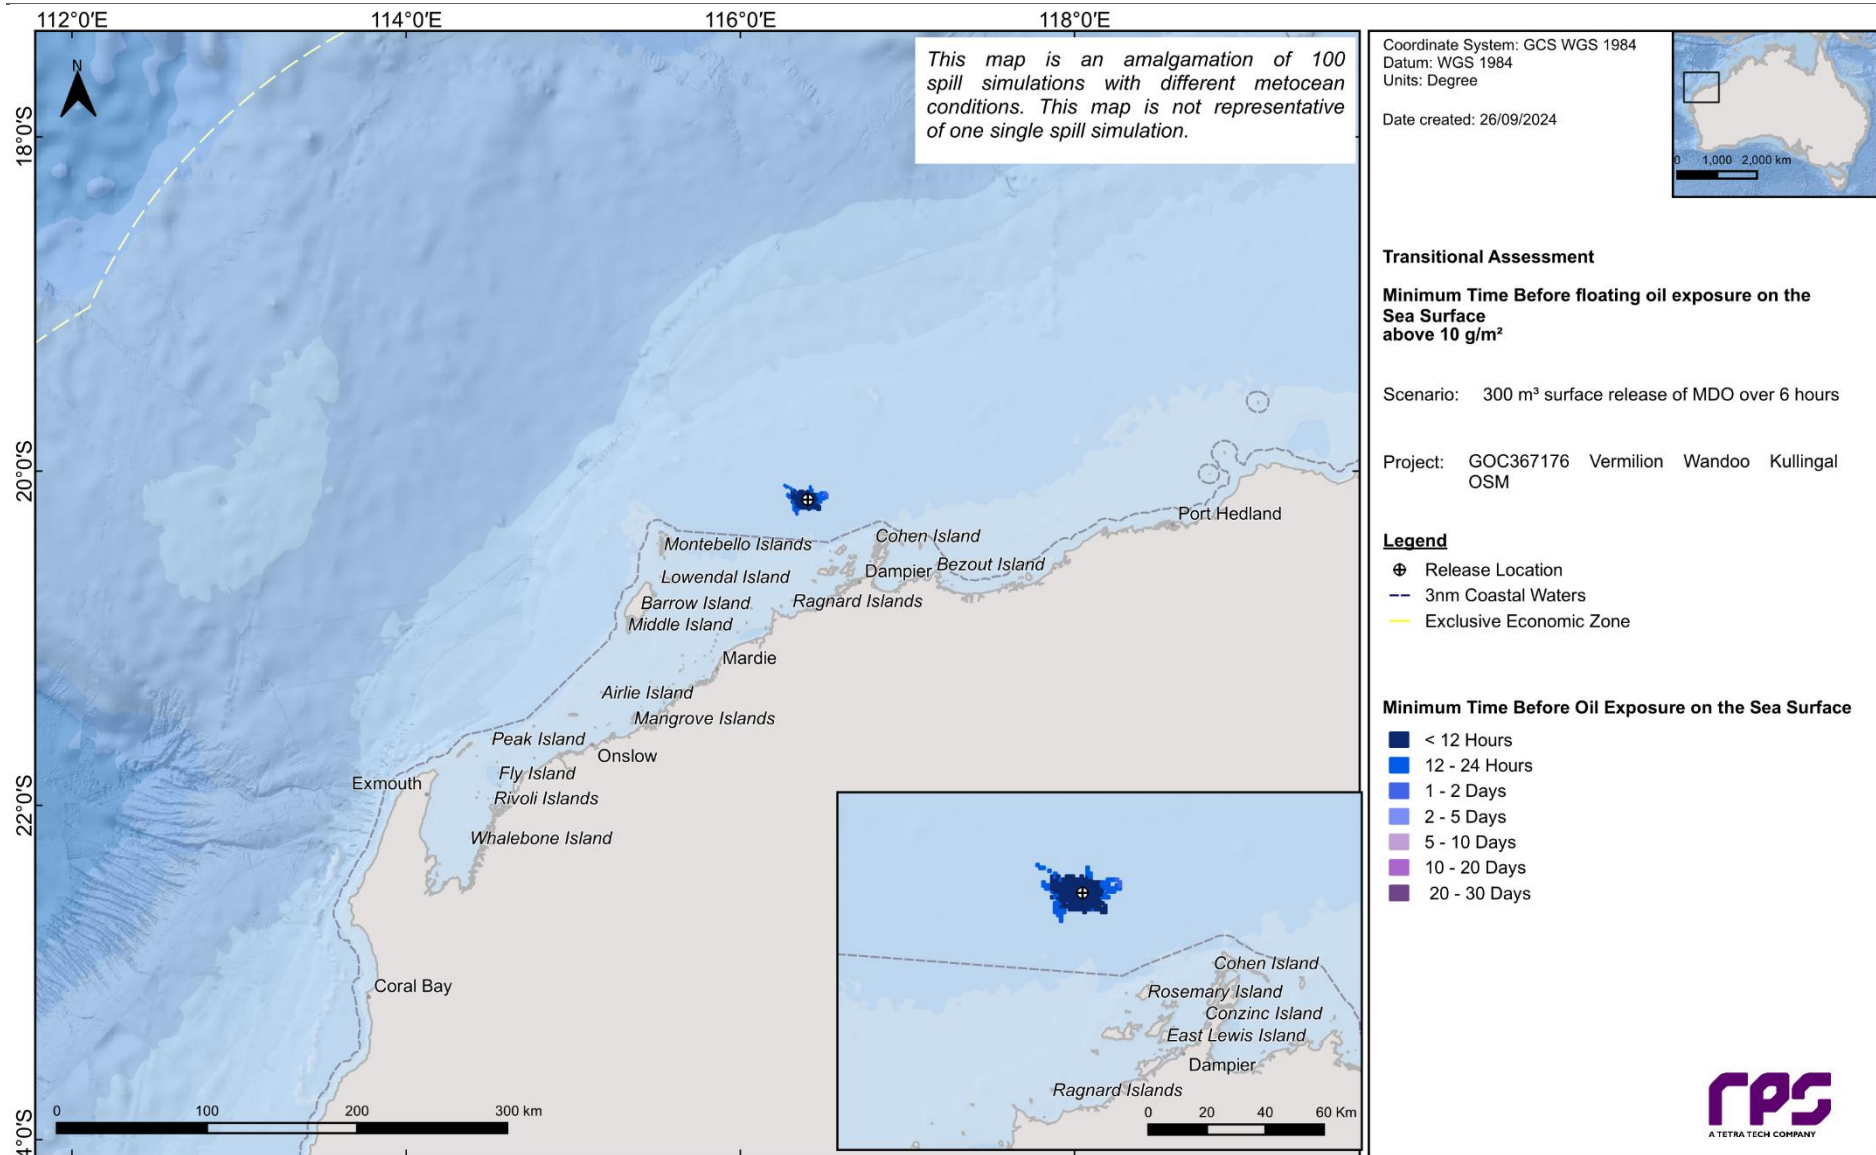 112°0'E
114°0'E
116°0'E
118°0'E
18°0'S
20°0'S
22°0'S
4°0'S
N
This map is an amalgamation of 100
spill simulations with different metocean
conditions. This map is not representative
of one single spill simulation.
Montebello Islands
Cohen Island
Port Hedland
Lowendal Island
Dampier
Bezout Island
Barrow Island
Ragnard Islands
Middle Island
Mardie
Airlie Island
Mangrove Islands
Peak Island
Onslow
Fly Island
Exmouth
Rivoli Islands
Whalebone Island
Coral Bay
0 100 200 300 km
Cohen Island
Rosemary Island
Conzinc Island
East Lewis Island
Dampier
Ragnard Islands
0 20 40 60 Km
Coordinate System: GCS WGS 1984
Datum: WGS 1984
Units: Degree
Date created: 26/09/2024
0 1,000 2,000 km
Transitional Assessment
Minimum Time Before floating oil exposure on the
Sea Surface
above 10 g/m²
Scenario: 300 m³ surface release of MDO over 6 hours
Project: GOC367176 Vermilion Wandoo Kullingal
OSM
Legend
Release Location
3nm Coastal Waters
Exclusive Economic Zone
Minimum Time Before Oil Exposure on the Sea Surface
< 12 Hours
12 - 24 Hours
1 - 2 Days
2 - 5 Days
5 - 10 Days
10 - 20 Days
20 - 30 Days
rps
A TETRA TECH COMPANY